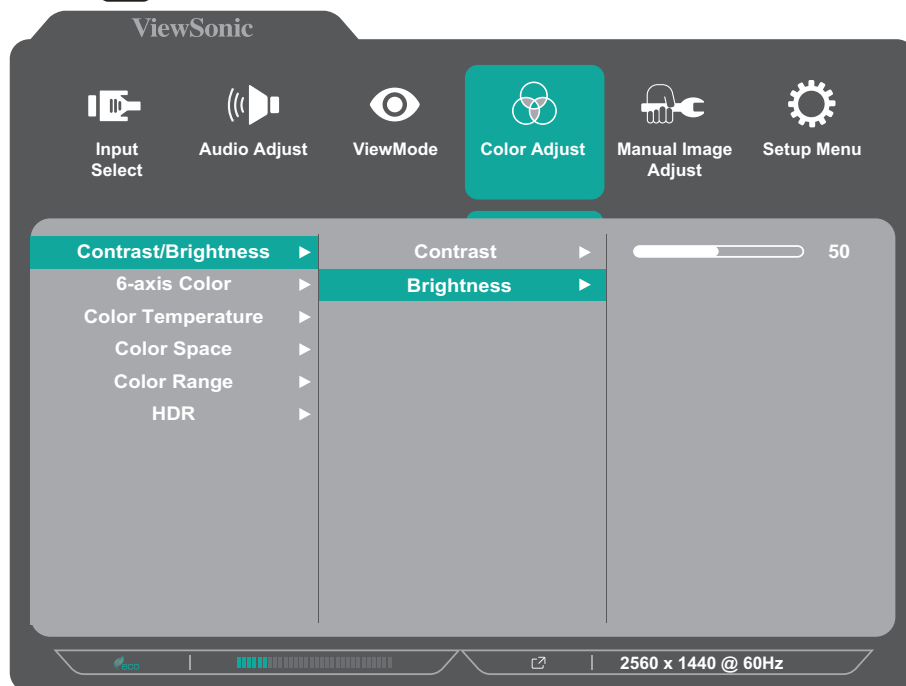 ViewSonic
Input Select
Audio Adjust
ViewMode
Color Adjust
Manual Image Adjust
Setup Menu
Contrast/Brightness
Contrast
50
6-axis Color
Brightness
Color Temperature
Color Space
Color Range
HDR
eco
2560 x 1440 @ 60Hz